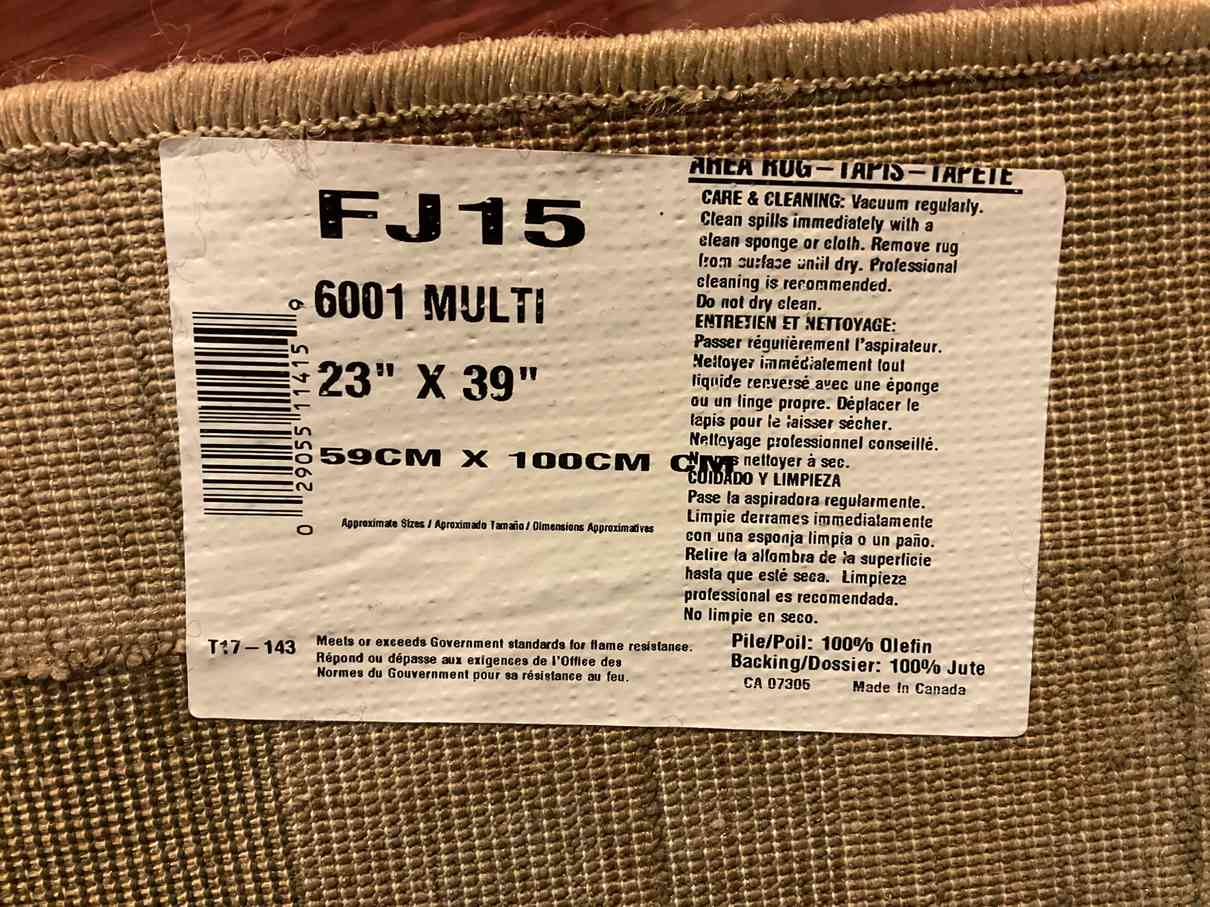 FJ15
6001 MULTI
23" X 39"
59CM X 100CM CM
Approximate Sizes / Aproximado Tamaño / Dimensions Approximatives
0 29055 11415 9
T17-143
Meets or exceeds Government standards for flame resistance.
Répond ou dépasse aux exigences de l'Office des
Normes du Gouvernement pour sa résistance au feu.
AREA RUG-TAPIS-TAPETE
CARE & CLEANING: Vacuum regularly.
Clean spills immediately with a
clean sponge or cloth. Remove rug
from surface until dry. Professional
cleaning is recommended.
Do not dry clean.
ENTRETIEN ET NETTOYAGE:
Passer régulièrement l'aspirateur.
Nettoyer immédiatement tout
liquide renversé avec une éponge
ou un linge propre. Déplacer le
tapis pour le laisser sécher.
Nettoyage professionnel conseillé.
Ne pas nettoyer à sec.
CUIDADO Y LIMPIEZA
Pase la aspiradora regularmente.
Limpie derrames immediatamente
con una esponja limpia o un paño.
Retire la alfombra de la superficie
hasta que esté seca. Limpieza
professional es recomendada.
No limpie en seco.
Pile/Poil: 100% Olefin
Backing/Dossier: 100% Jute
CA 07305 Made In Canada